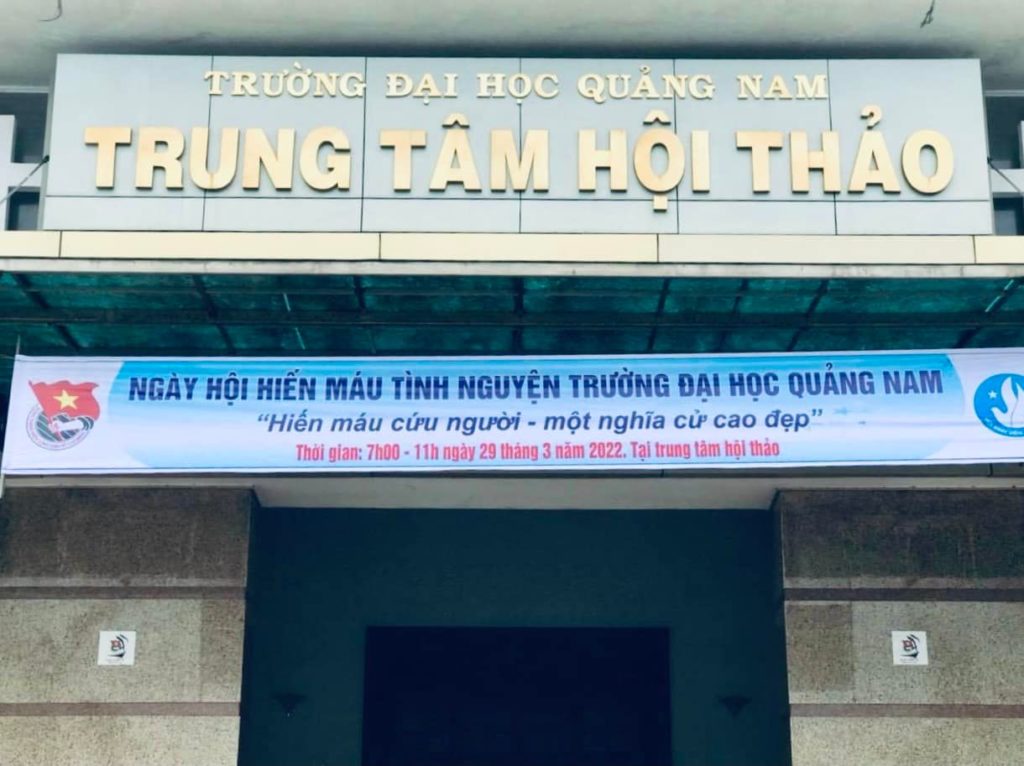 TRƯỜNG ĐẠI HỌC QUẢNG NAM
TRUNG TÂM HỘI THẢO
NGÀY HỘI HIẾN MÁU TÌNH NGUYỆN TRƯỜNG ĐẠI HỌC QUẢNG NAM
“Hiến máu cứu người - một nghĩa cử cao đẹp”
Thời gian: 7h00 - 11h ngày 29 tháng 3 năm 2022. Tại trung tâm hội thảo